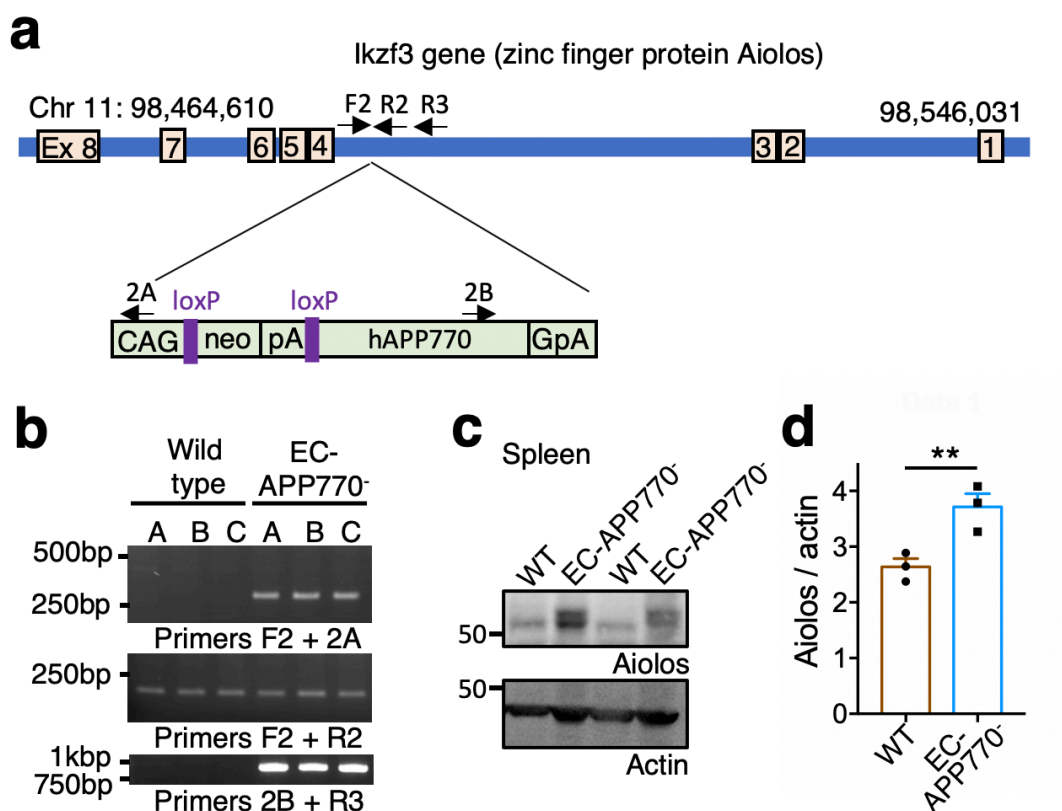 a
Ikzf3 gene (zinc finger protein Aiolos)
Chr 11: 98,464,610
F2 R2 R3
98,546,031
Ex 8 7 6 5 4 3 2 1
2A loxP loxP 2B
CAG neo pA hAPP770 GpA
b
Wild type
EC-APP770-
A B C A B C
500bp
250bp
Primers F2 + 2A
250bp
Primers F2 + R2
1kbp
750bp
Primers 2B + R3
c
Spleen
WT EC-APP770- WT EC-APP770-
50
Aiolos
50
Actin
d
Data 1
**
Aiolos / actin
4
3
2
1
0
WT
EC-APP770-